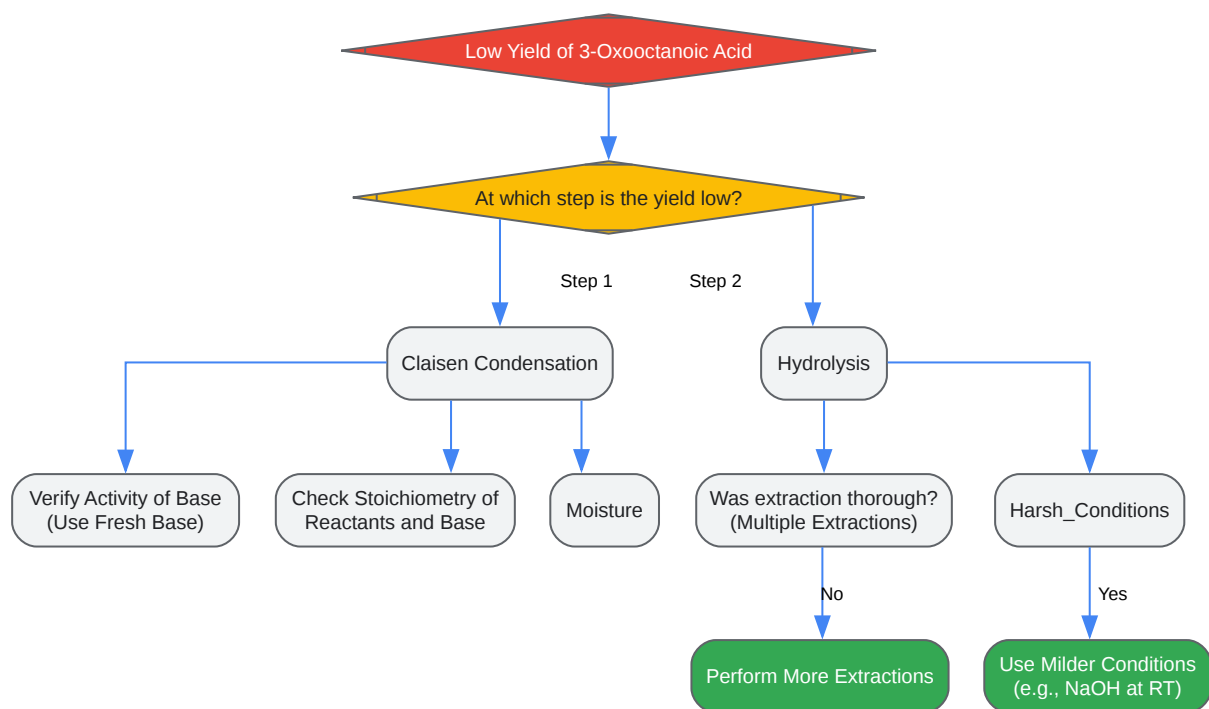 Low Yield of 3-Oxooctanoic Acid
At which step is the yield low?
Step 1
Step 2
Claisen Condensation
Hydrolysis
Verify Activity of Base
(Use Fresh Base)
Check Stoichiometry of
Reactants and Base
Moisture
Was extraction thorough?
(Multiple Extractions)
Harsh_Conditions
No
Yes
Perform More Extractions
Use Milder Conditions
(e.g., NaOH at RT)